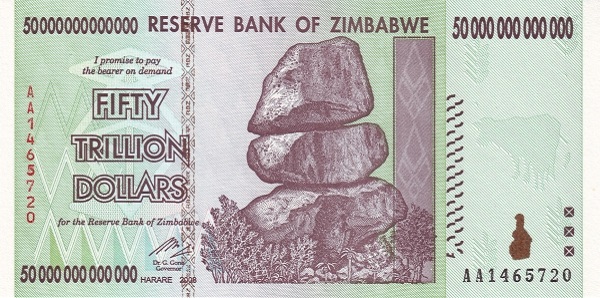 50000000000000 RESERVE BANK OF ZIMBABWE 50 000 000 000 000
I promise to pay
the bearer on demand
FIFTY
TRILLION
DOLLARS
for the Reserve Bank of Zimbabwe
Dr. G. Gono
Governor
50 000 000 000 000 HARARE 2008
AA1465720
AA1465720